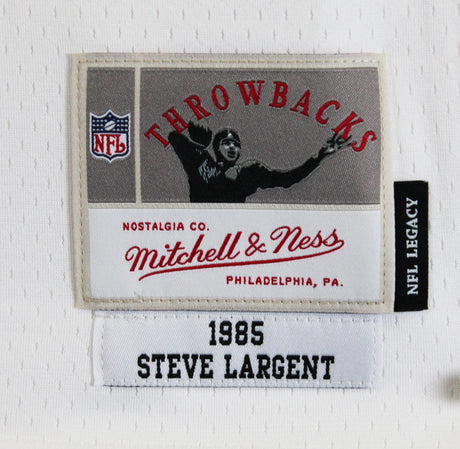 THROWBACKS
NFL
NOSTALGIA CO.
Mitchell & Ness
PHILADELPHIA, PA.
NFL LEGACY
1985
STEVE LARGENT